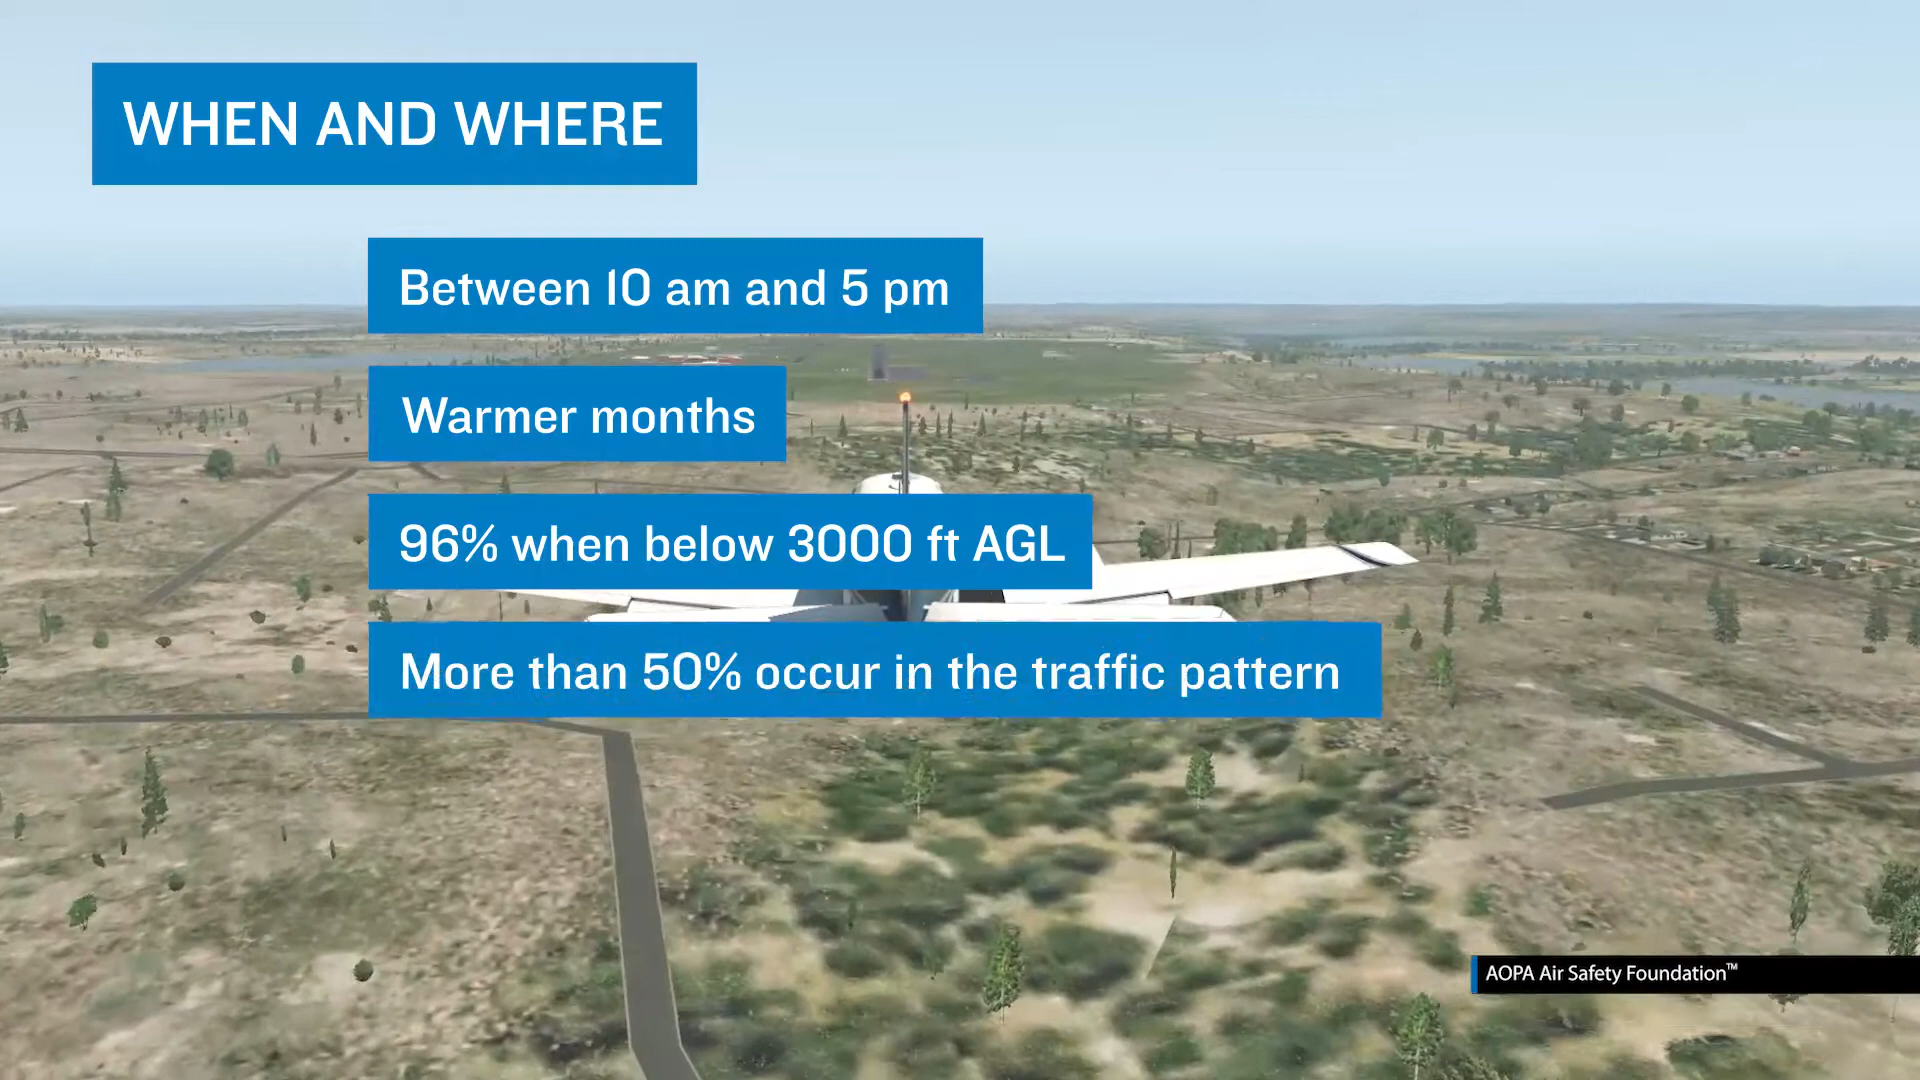 WHEN AND WHERE
Between 10 am and 5 pm
Warmer months
96% when below 3000 ft AGL
More than 50% occur in the traffic pattern
AOPA Air Safety Foundation™